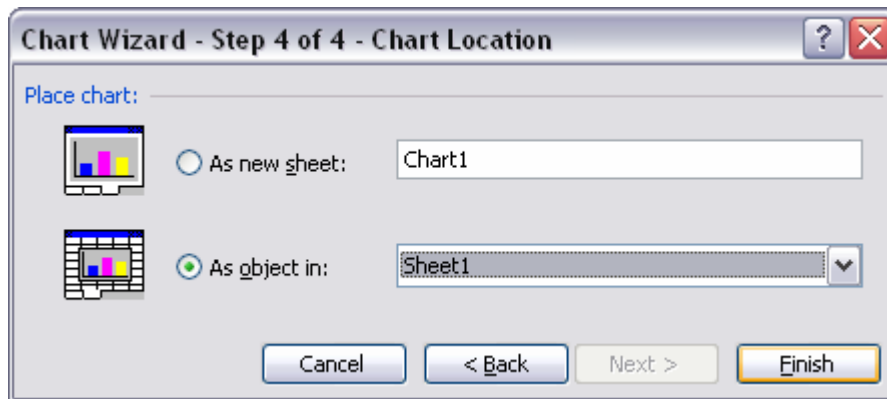 Chart Wizard - Step 4 of 4 - Chart Location
Place chart:
As new sheet: Chart1
As object in: Sheet1
Cancel < Back Next > Finish